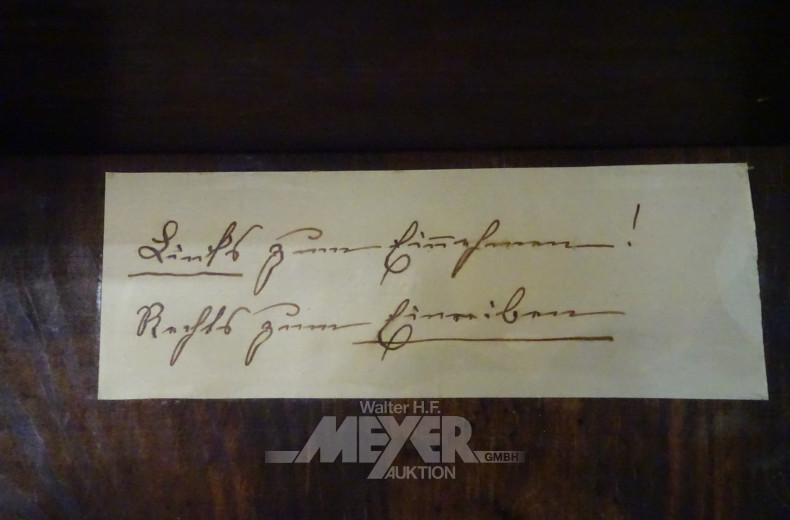 Links zum Einnehmen!
Rechts zum Einreiben
Walter H.F.
MEYER
GMBH
AUKTION